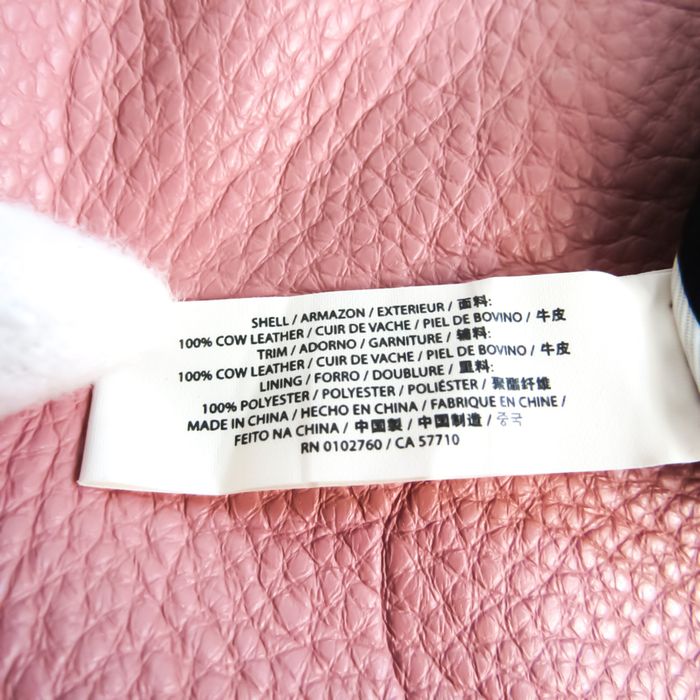 SHELL / ARMAZON / EXTERIEUR / 面料:
100% COW LEATHER / CUIR DE VACHE / PIEL DE BOVINO / 牛皮
TRIM / ADORNO / GARNITURE / 辅料:
100% COW LEATHER / CUIR DE VACHE / PIEL DE BOVINO / 牛皮
LINING / FORRO / DOUBLURE / 里料:
100% POLYESTER / POLYESTER / POLIÉSTER / 聚酯纤维
MADE IN CHINA / HECHO EN CHINA / FABRIQUE EN CHINE /
FEITO NA CHINA / 中国製 / 中国制造 / 중국
RN 0102760 / CA 57710